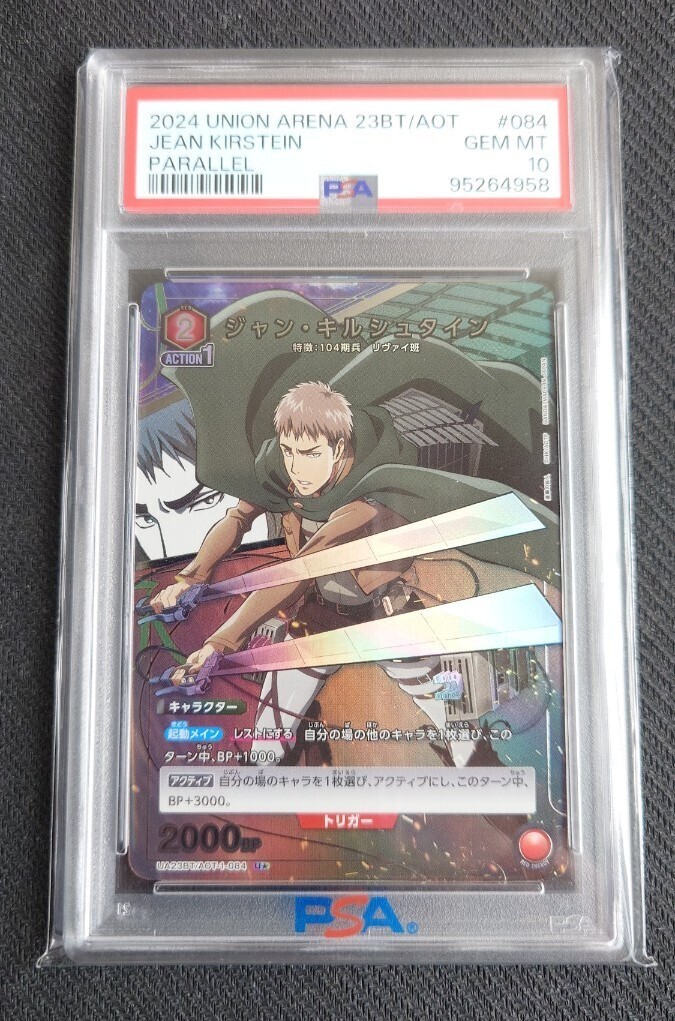 2024 UNION ARENA 23BT/AOT #084
JEAN KIRSTEIN GEM MT
PARALLEL 10
PSA 95264958
2
ACTION 1
ジャン・キルシュタイン
特徴:104期兵 リヴァイ班
キャラクター
起動メイン レストにする 自分の場の他のキャラを1枚選び、この
ターン中、BP+1000。
アクティブ 自分の場のキャラを1枚選び、アクティブにし、このターン中、
BP+3000。
トリガー
2000BP
UA23BT/AOT-1-084 U★
RED ENERGY
PSA®
PSA